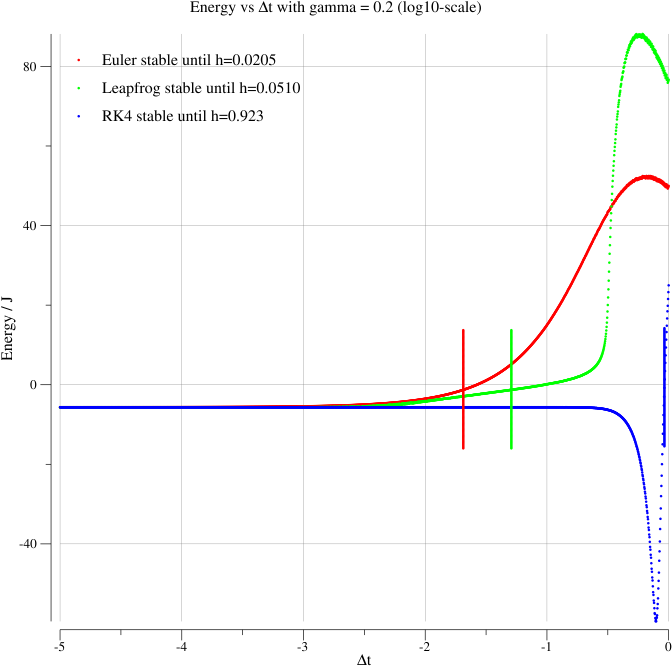 Energy vs Δt with gamma = 0.2 (log10-scale)
Euler stable until h=0.0205
Leapfrog stable until h=0.0510
RK4 stable until h=0.923
80
40
0
-40
Energy / J
-5
-4
-3
-2
-1
0
Δt